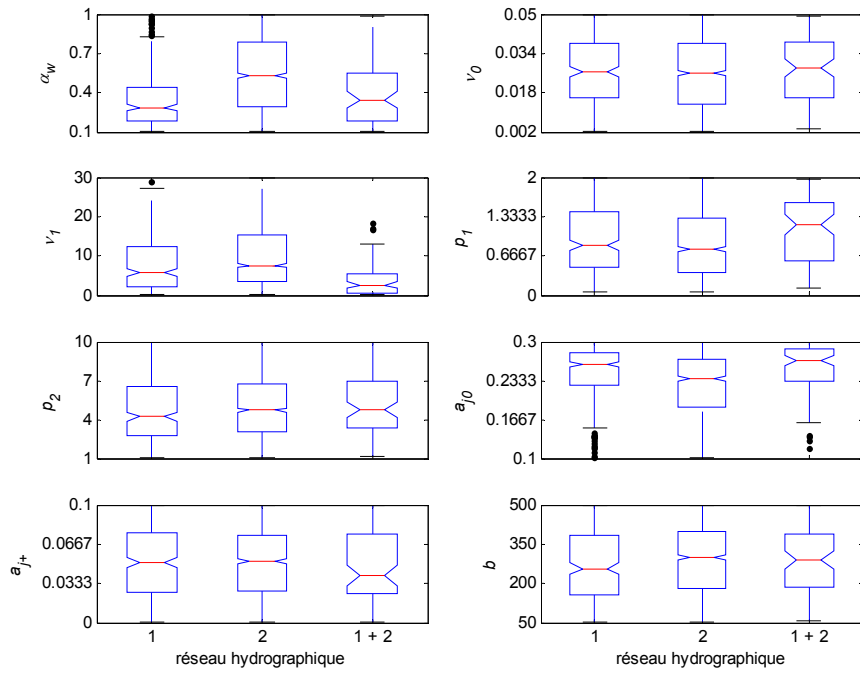 1
0.7
0.4
0.1
α_w
0.05
0.034
0.018
0.002
ν_0
30
20
10
0
ν_1
2
1.3333
0.6667
0
p_1
10
7
4
1
p_2
0.3
0.2333
0.1667
0.1
a_j0
0.1
0.0667
0.0333
0
a_j+
1 2 1 + 2
réseau hydrographique
500
350
200
50
b
1 2 1 + 2
réseau hydrographique